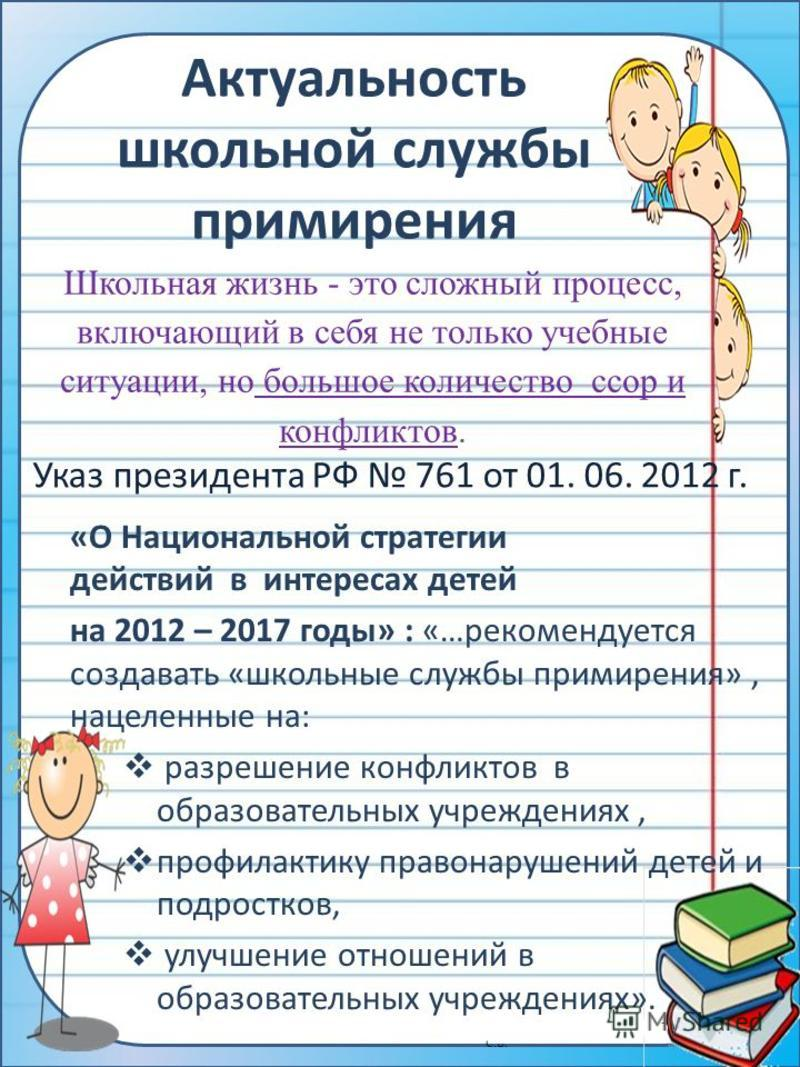 Актуальность
школьной службы
примирения
Школьная жизнь - это сложный процесс,
включающий в себя не только учебные
ситуации, но большое количество ссор и
конфликтов.
Указ президента РФ № 761 от 01. 06. 2012 г.
«О Национальной стратегии
действий в интересах детей
на 2012 – 2017 годы» : «…рекомендуется
создавать «школьные службы примирения» ,
нацеленные на:
❖ разрешение конфликтов в
образовательных учреждениях ,
❖ профилактику правонарушений детей и
подростков,
❖ улучшение отношений в
образовательных учреждениях».
MyShared